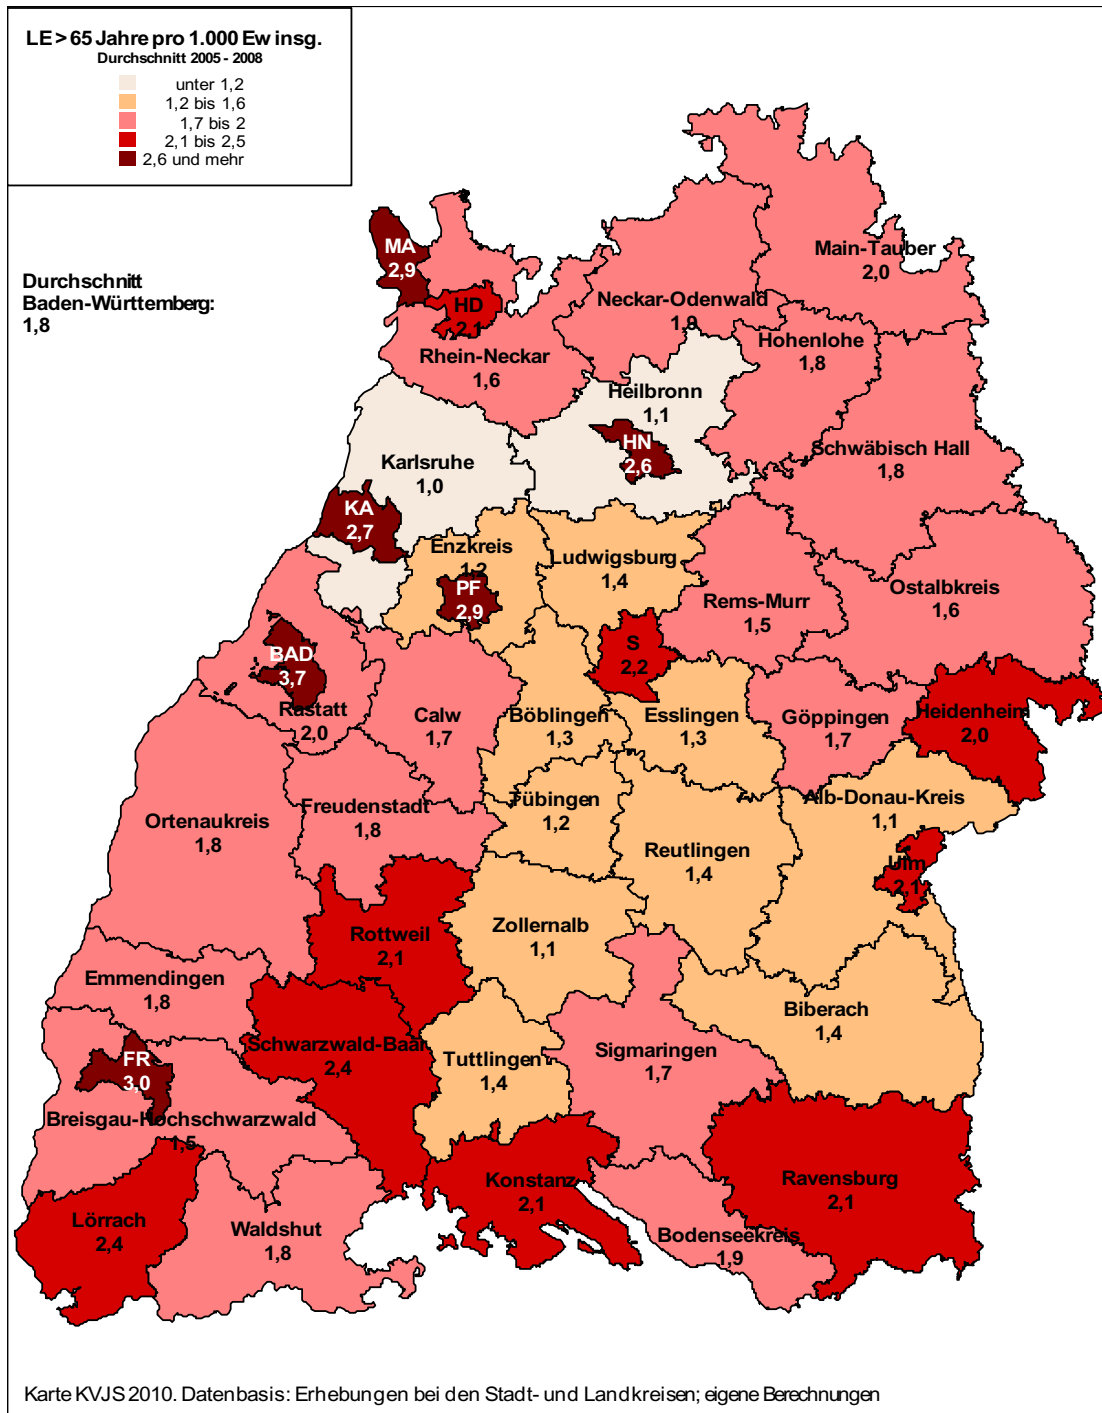 LE > 65 Jahre pro 1.000 Ew insg.
Durchschnitt 2005 - 2008
unter 1,2
1,2 bis 1,6
1,7 bis 2
2,1 bis 2,5
2,6 und mehr
Durchschnitt
Baden-Württemberg:
1,8
MA
2,9
HD
2,1
Main-Tauber
2,0
Neckar-Odenwald
1,9
Hohenlohe
1,8
Rhein-Neckar
1,6
Heilbronn
1,1
HN
2,6
Schwäbisch Hall
1,8
Karlsruhe
1,0
KA
2,7
Enzkreis
1,2
PF
2,9
Ludwigsburg
1,4
Rems-Murr
1,5
Ostalbkreis
1,6
S
2,2
BAD
3,7
Rastatt
2,0
Calw
1,7
Böblingen
1,3
Esslingen
1,3
Göppingen
1,7
Heidenheim
2,0
Ortenaukreis
1,8
Freudenstadt
1,8
Tübingen
1,2
Reutlingen
1,4
Alb-Donau-Kreis
1,1
Ulm
2,1
Rottweil
2,1
Zollernalb
1,1
Emmendingen
1,8
Biberach
1,4
FR
3,0
Schwarzwald-Baar
2,4
Tuttlingen
1,4
Sigmaringen
1,7
Breisgau-Hochschwarzwald
1,5
Konstanz
2,1
Ravensburg
2,1
Lörrach
2,4
Waldshut
1,8
Bodenseekreis
1,9
Karte KVJS 2010. Datenbasis: Erhebungen bei den Stadt- und Landkreisen; eigene Berechnungen